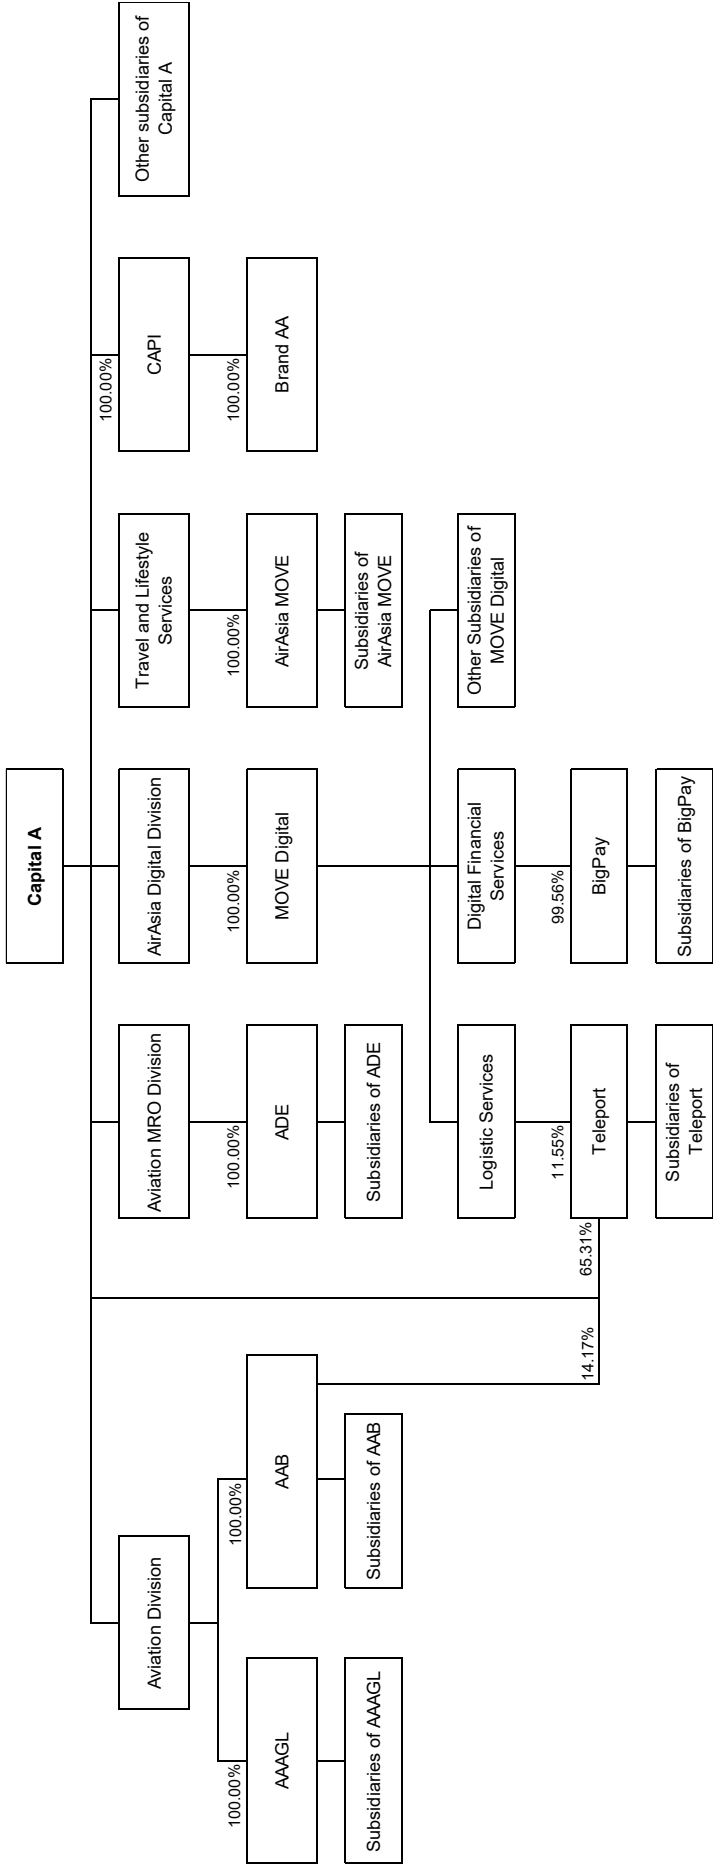 Capital A
Aviation Division
Aviation MRO Division
AirAsia Digital Division
Travel and Lifestyle
Services
100.00%
CAPI
Other subsidiaries of
Capital A
100.00%
AAAGL
100.00%
AAB
100.00%
ADE
100.00%
MOVE Digital
100.00%
AirAsia MOVE
100.00%
Brand AA
Subsidiaries of AAAGL
Subsidiaries of AAB
Subsidiaries of ADE
Subsidiaries of
AirAsia MOVE
Logistic Services
Digital Financial
Services
Other Subsidiaries of
MOVE Digital
14.17%
65.31%
11.55%
Teleport
99.56%
BigPay
Subsidiaries of
Teleport
Subsidiaries of BigPay